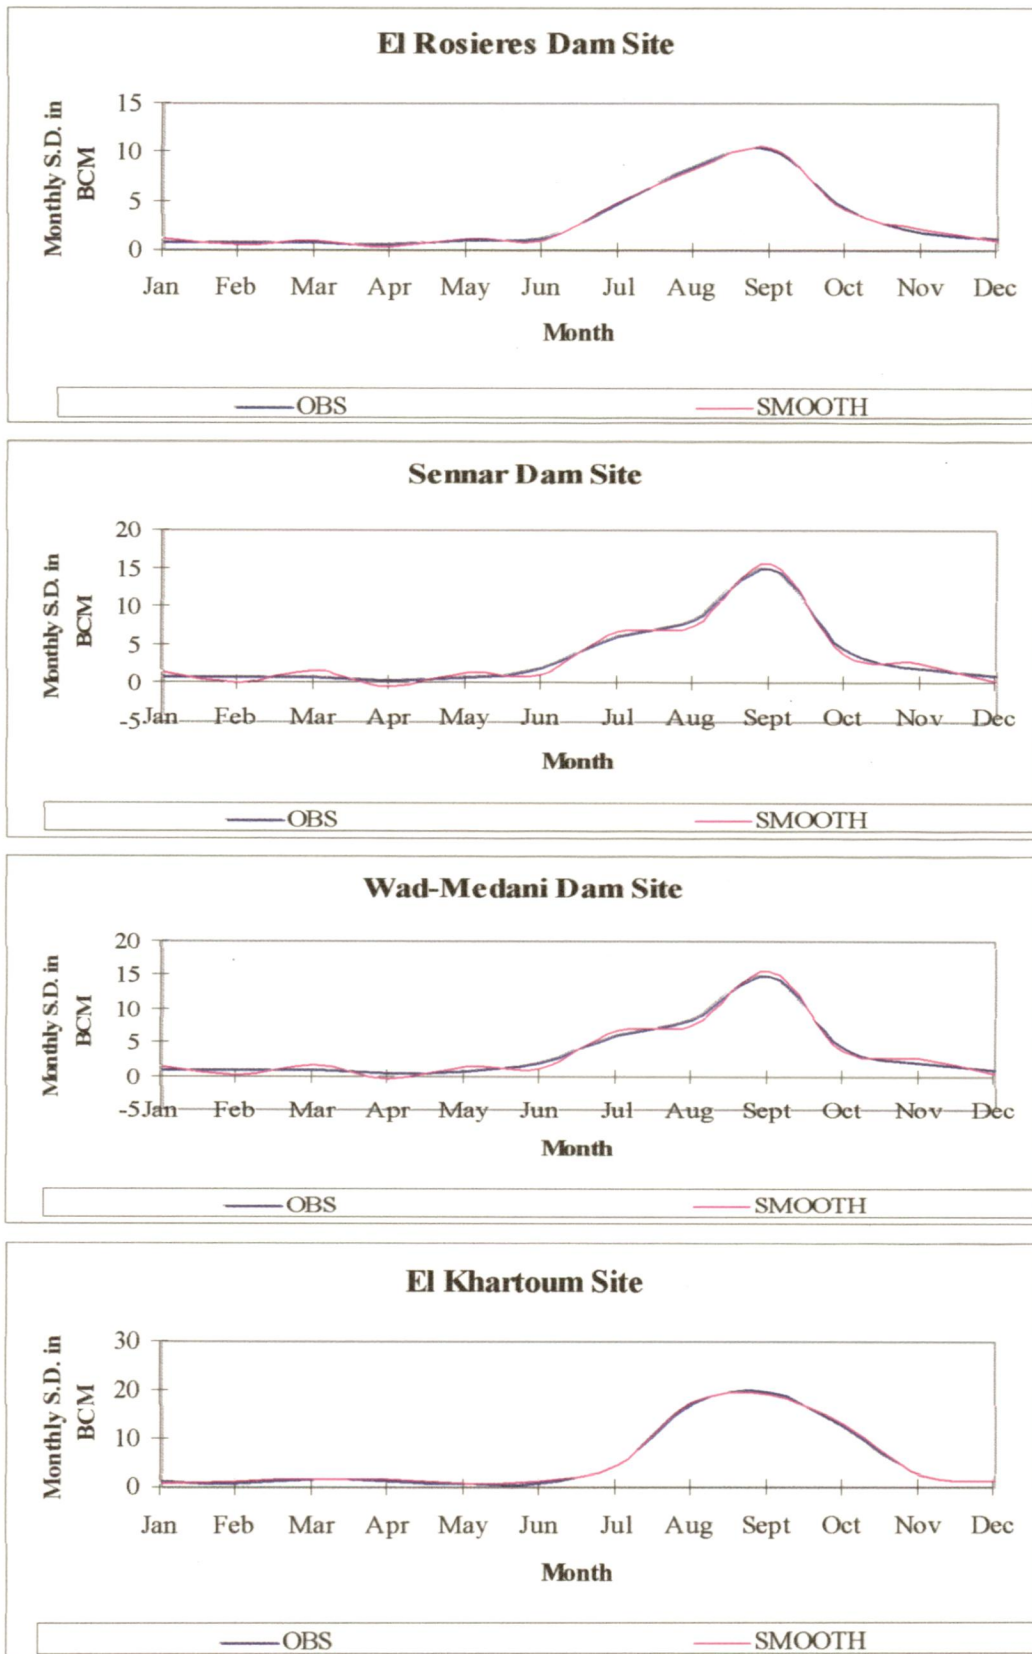 El Rosieres Dam Site
Monthly S.D. in
BCM
15
10
5
0
Jan Feb Mar Apr May Jun Jul Aug Sept Oct Nov Dec
Month
OBS SMOOTH
Sennar Dam Site
Monthly S.D. in
BCM
20
15
10
5
0
-5
Jan Feb Mar Apr May Jun Jul Aug Sept Oct Nov Dec
Month
OBS SMOOTH
Wad-Medani Dam Site
Monthly S.D. in
BCM
20
15
10
5
0
-5
Jan Feb Mar Apr May Jun Jul Aug Sept Oct Nov Dec
Month
OBS SMOOTH
El Khartoum Site
Monthly S.D. in
BCM
30
20
10
0
Jan Feb Mar Apr May Jun Jul Aug Sept Oct Nov Dec
Month
OBS SMOOTH